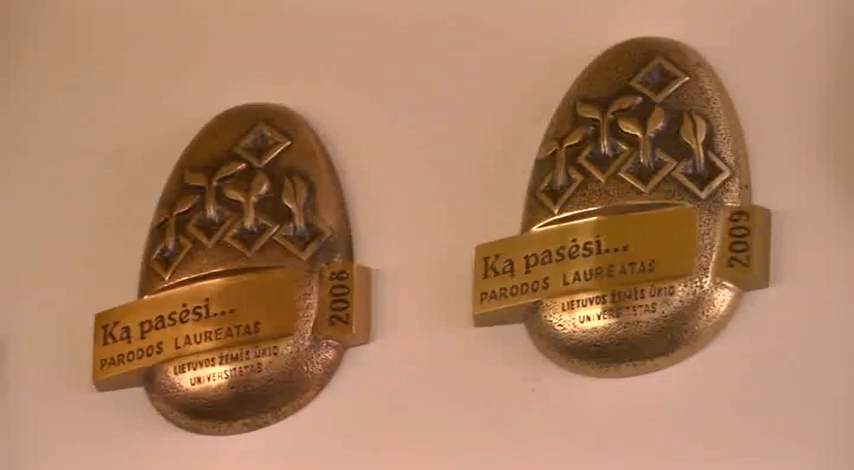 Ką pasėsi...
PARODOS LAUREATAS
2008
LIETUVOS ŽEMĖS ŪKIO
UNIVERSITETAS
Ką pasėsi...
PARODOS LAUREATAS
2009
LIETUVOS ŽEMĖS ŪKIO
UNIVERSITETAS